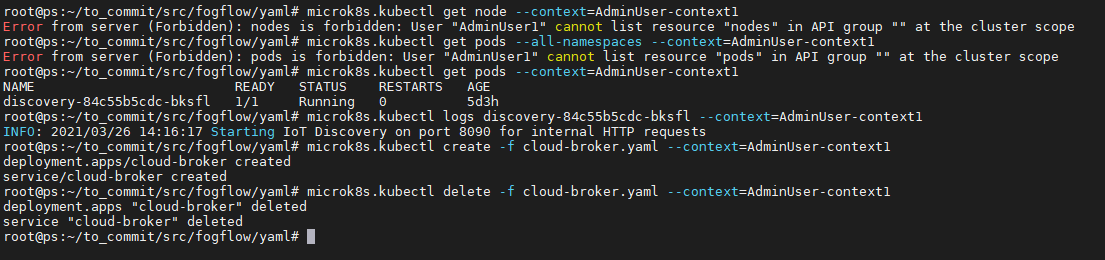 root@ps:~/to_commit/src/fogflow/yaml# microk8s.kubectl get node --context=AdminUser-context1
Error from server (Forbidden): nodes is forbidden: User "AdminUser1" cannot list resource "nodes" in API group "" at the cluster scope
root@ps:~/to_commit/src/fogflow/yaml# microk8s.kubectl get pods --all-namespaces --context=AdminUser-context1
Error from server (Forbidden): pods is forbidden: User "AdminUser1" cannot list resource "pods" in API group "" at the cluster scope
root@ps:~/to_commit/src/fogflow/yaml# microk8s.kubectl get pods --context=AdminUser-context1
NAME                         READY   STATUS    RESTARTS   AGE
discovery-84c55b5cdc-bksfl   1/1     Running   0          5d3h
root@ps:~/to_commit/src/fogflow/yaml# microk8s.kubectl logs discovery-84c55b5cdc-bksfl --context=AdminUser-context1
INFO: 2021/03/26 14:16:17 Starting IoT Discovery on port 8090 for internal HTTP requests
root@ps:~/to_commit/src/fogflow/yaml# microk8s.kubectl create -f cloud-broker.yaml --context=AdminUser-context1
deployment.apps/cloud-broker created
service/cloud-broker created
root@ps:~/to_commit/src/fogflow/yaml# microk8s.kubectl delete -f cloud-broker.yaml --context=AdminUser-context1
deployment.apps "cloud-broker" deleted
service "cloud-broker" deleted
root@ps:~/to_commit/src/fogflow/yaml#